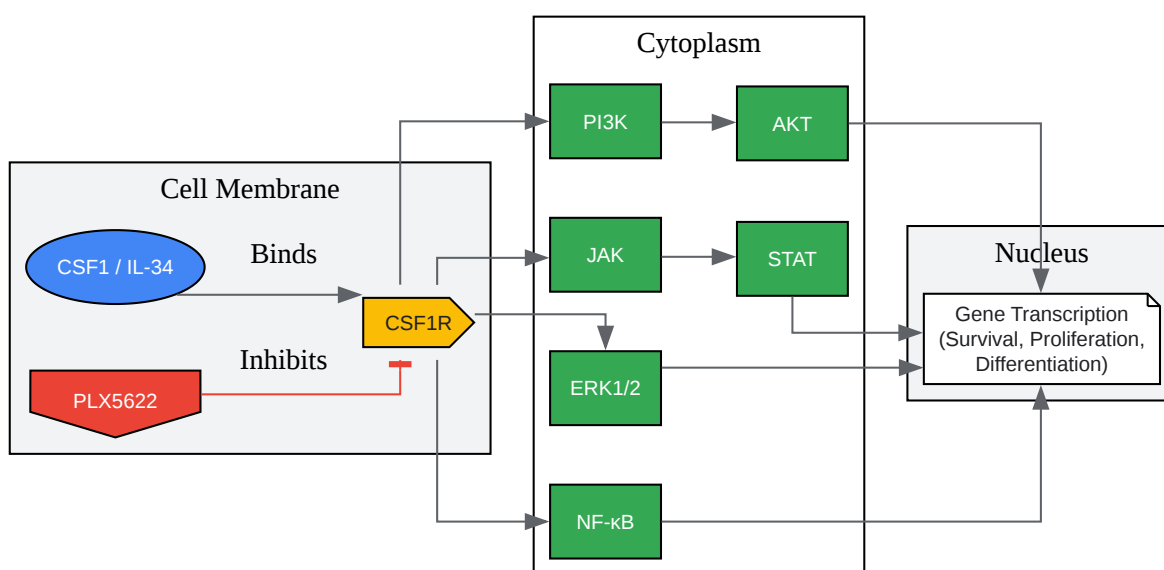 Cell Membrane
CSF1 / IL-34
Binds
CSF1R
Inhibits
PLX5622
Cytoplasm
PI3K
AKT
JAK
STAT
ERK1/2
NF-κB
Nucleus
Gene Transcription
(Survival, Proliferation,
Differentiation)